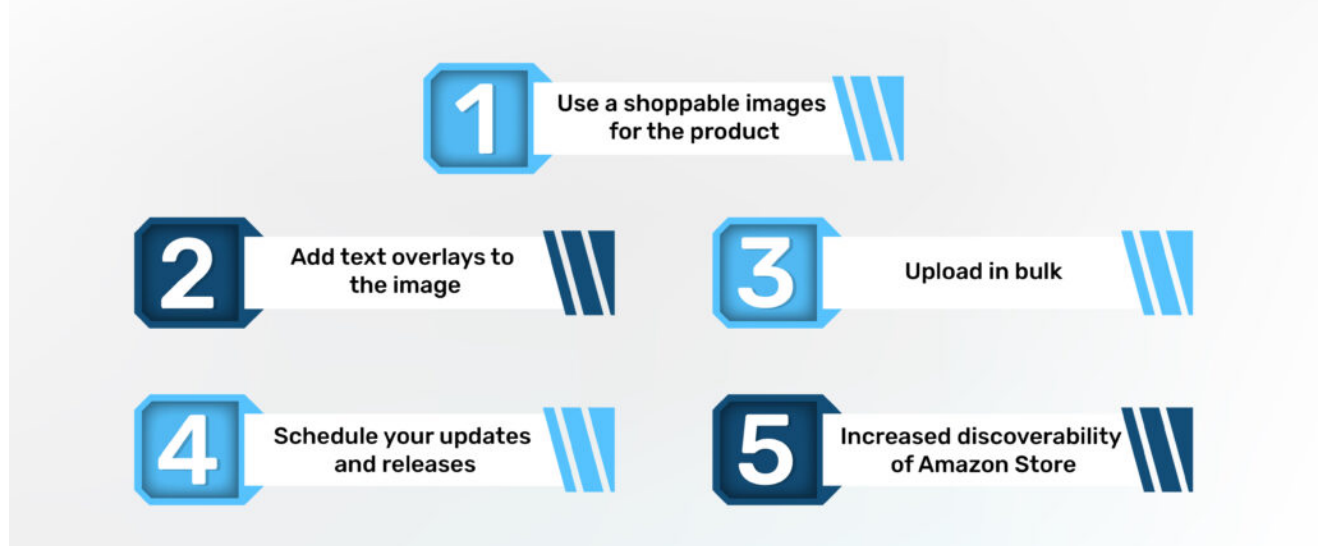 1
Use a shoppable images
for the product
2
Add text overlays to
the image
3
Upload in bulk
4
Schedule your updates
and releases
5
Increased discoverability
of Amazon Store